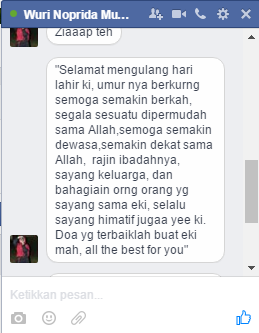 Wuri Noprida Mu...
Ziaaap teh
"Selamat mengulang hari
lahir ki, umur nya berkurng
semoga semakin berkah,
segala sesuatu dipermudah
sama Allah,semoga semakin
dewasa,semakin dekat sama
Allah,  rajin ibadahnya,
sayang keluarga, dan
bahagiain orng orang yg
sayang sama eki, selalu
sayang himatif jugaa yee ki.
Doa yg terbaiklah buat eki
mah, all the best for you"
Ketikkan pesan...